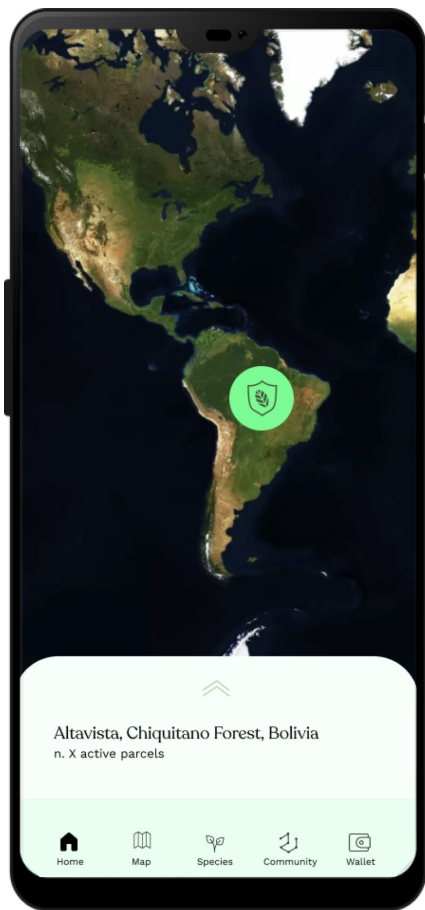 Altavista, Chiquitano Forest, Bolivia
n. X active parcels
Home Map Species Community Wallet